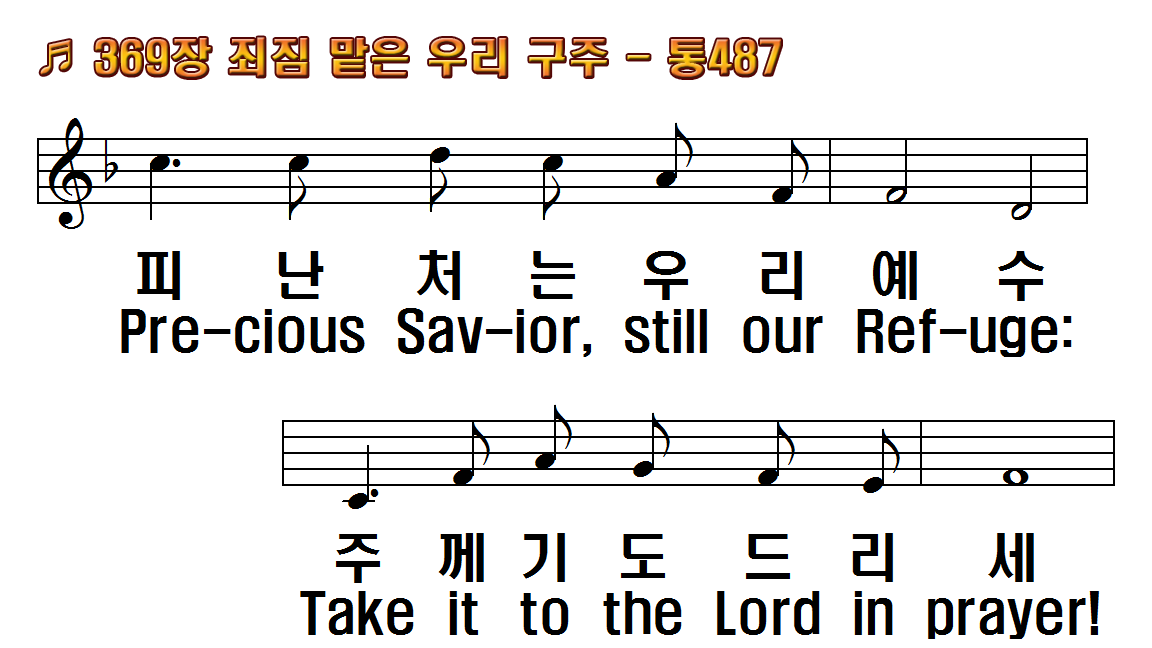 ♬ 369장 죄짐 맡은 우리 구주 - 통487
피 난 처 는 우 리 예 수
Pre-cious Sav-ior, still our Ref-uge:
주 께 기 도 드 리 세
Take it to the Lord in prayer!